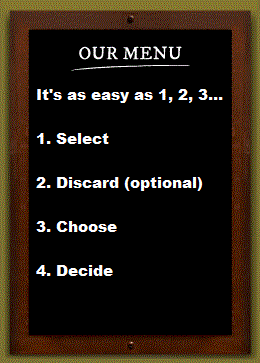 OUR MENU
It's as easy as 1, 2, 3...
1. Select
2. Discard (optional)
3. Choose
4. Decide